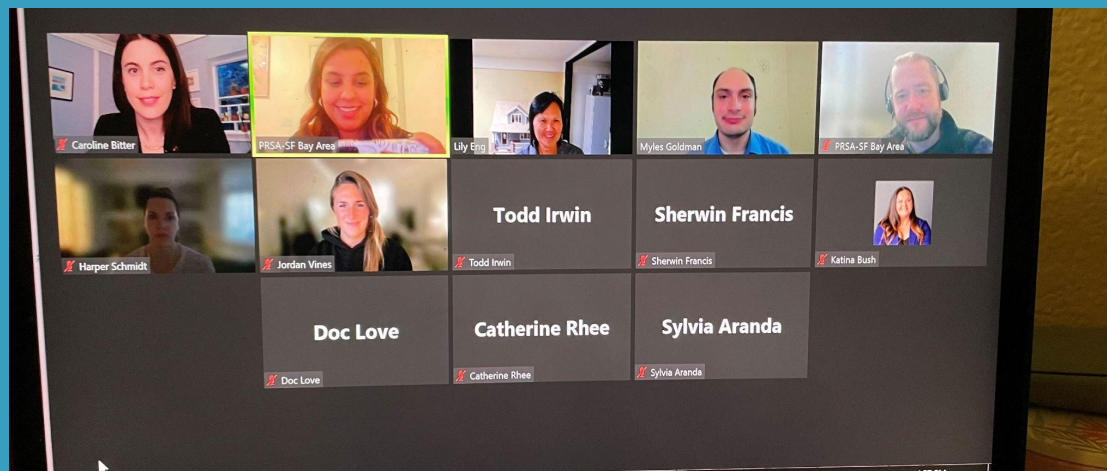 Caroline Bitter
PRSA-SF Bay Area
Lily Eng
Myles Goldman
PRSA-SF Bay Area
Harper Schmidt
Jordan Vines
Todd Irwin
Todd Irwin
Sherwin Francis
Sherwin Francis
Katina Bush
Doc Love
Doc Love
Catherine Rhee
Catherine Rhee
Sylvia Aranda
Sylvia Aranda